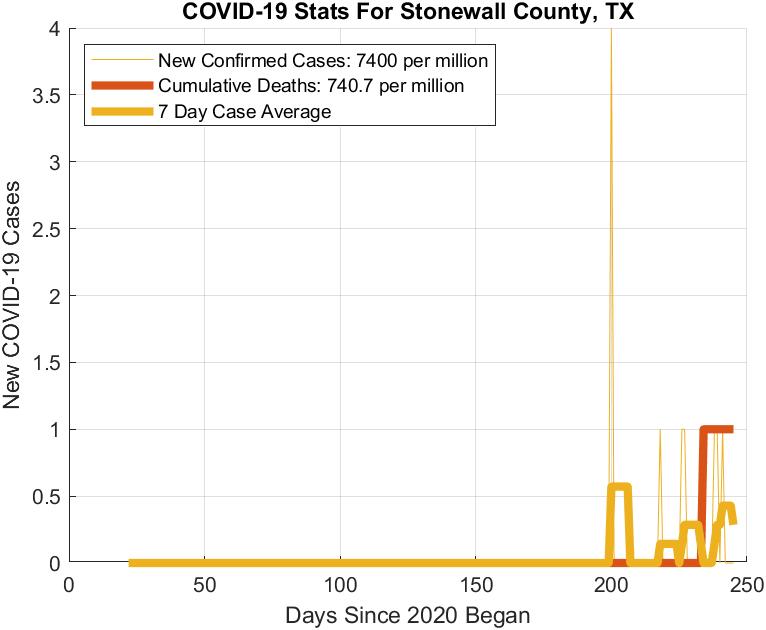 COVID-19 Stats For Stonewall County, TX
New Confirmed Cases: 7400 per million
Cumulative Deaths: 740.7 per million
7 Day Case Average
New COVID-19 Cases
4
3.5
3
2.5
2
1.5
1
0.5
0
0 50 100 150 200 250
Days Since 2020 Began